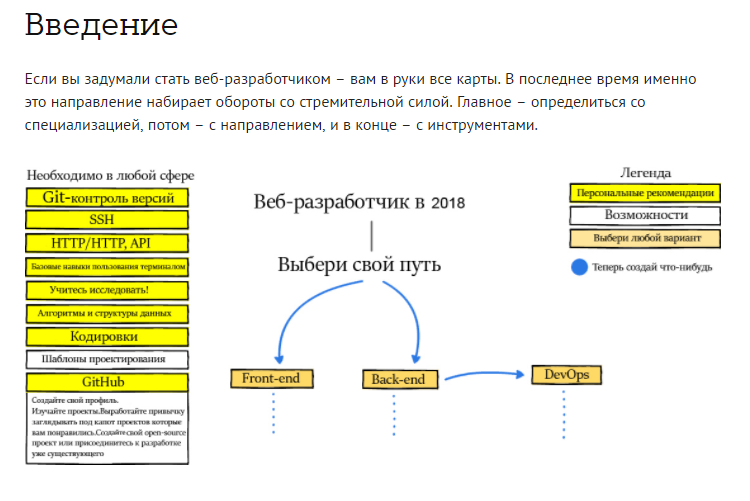 Введение
Если вы задумали стать веб-разработчиком – вам в руки все карты. В последнее время именно
это направление набирает обороты со стремительной силой. Главное – определиться со
специализацией, потом – с направлением, и в конце – с инструментами.
Необходимо в любой сфере
Git-контроль версий
SSH
HTTP/HTTP, API
Базовые навыки пользования терминалом
Учитесь исследовать!
Алгоритмы и структуры данных
Кодировки
Шаблоны проектирования
GitHub
Создайте свой профиль.
Изучайте проекты.Выработайте привычку
заглядывать под капот проектов которые
вам понравились.Создайте свой open-source
проект или присоединитесь к разработке
уже существующего
Веб-разработчик в 2018
Выбери свой путь
Front-end
Back-end
DevOps
Легенда
Персональные рекомендации
Возможности
Выбери любой вариант
Теперь создай что-нибудь